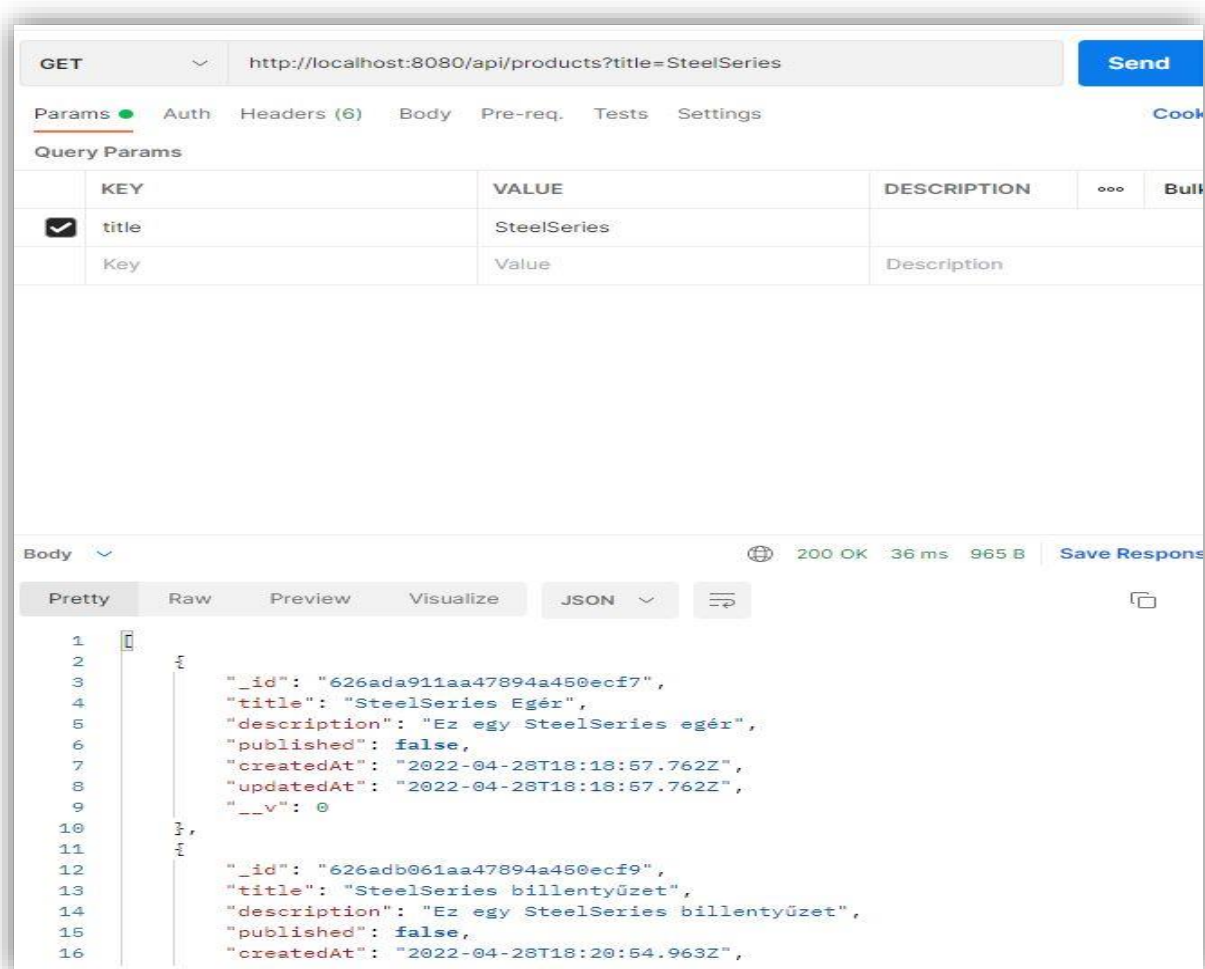 GET http://localhost:8080/api/products?title=SteelSeries Send
Params Auth Headers (6) Body Pre-req. Tests Settings Cook
Query Params
KEY VALUE DESCRIPTION ooo Bulk
title SteelSeries
Key Value Description
Body 200 OK 36 ms 965 B Save Respons
Pretty Raw Preview Visualize JSON
1 [
2 {
3 "_id": "626ada911aa47894a450ecf7",
4 "title": "SteelSeries Egér",
5 "description": "Ez egy SteelSeries egér",
6 "published": false,
7 "createdAt": "2022-04-28T18:18:57.762Z",
8 "updatedAt": "2022-04-28T18:18:57.762Z",
9 "__v": 0
10 },
11 {
12 "_id": "626adb061aa47894a450ecf9",
13 "title": "SteelSeries billentyűzet",
14 "description": "Ez egy SteelSeries billentyűzet",
15 "published": false,
16 "createdAt": "2022-04-28T18:20:54.963Z",